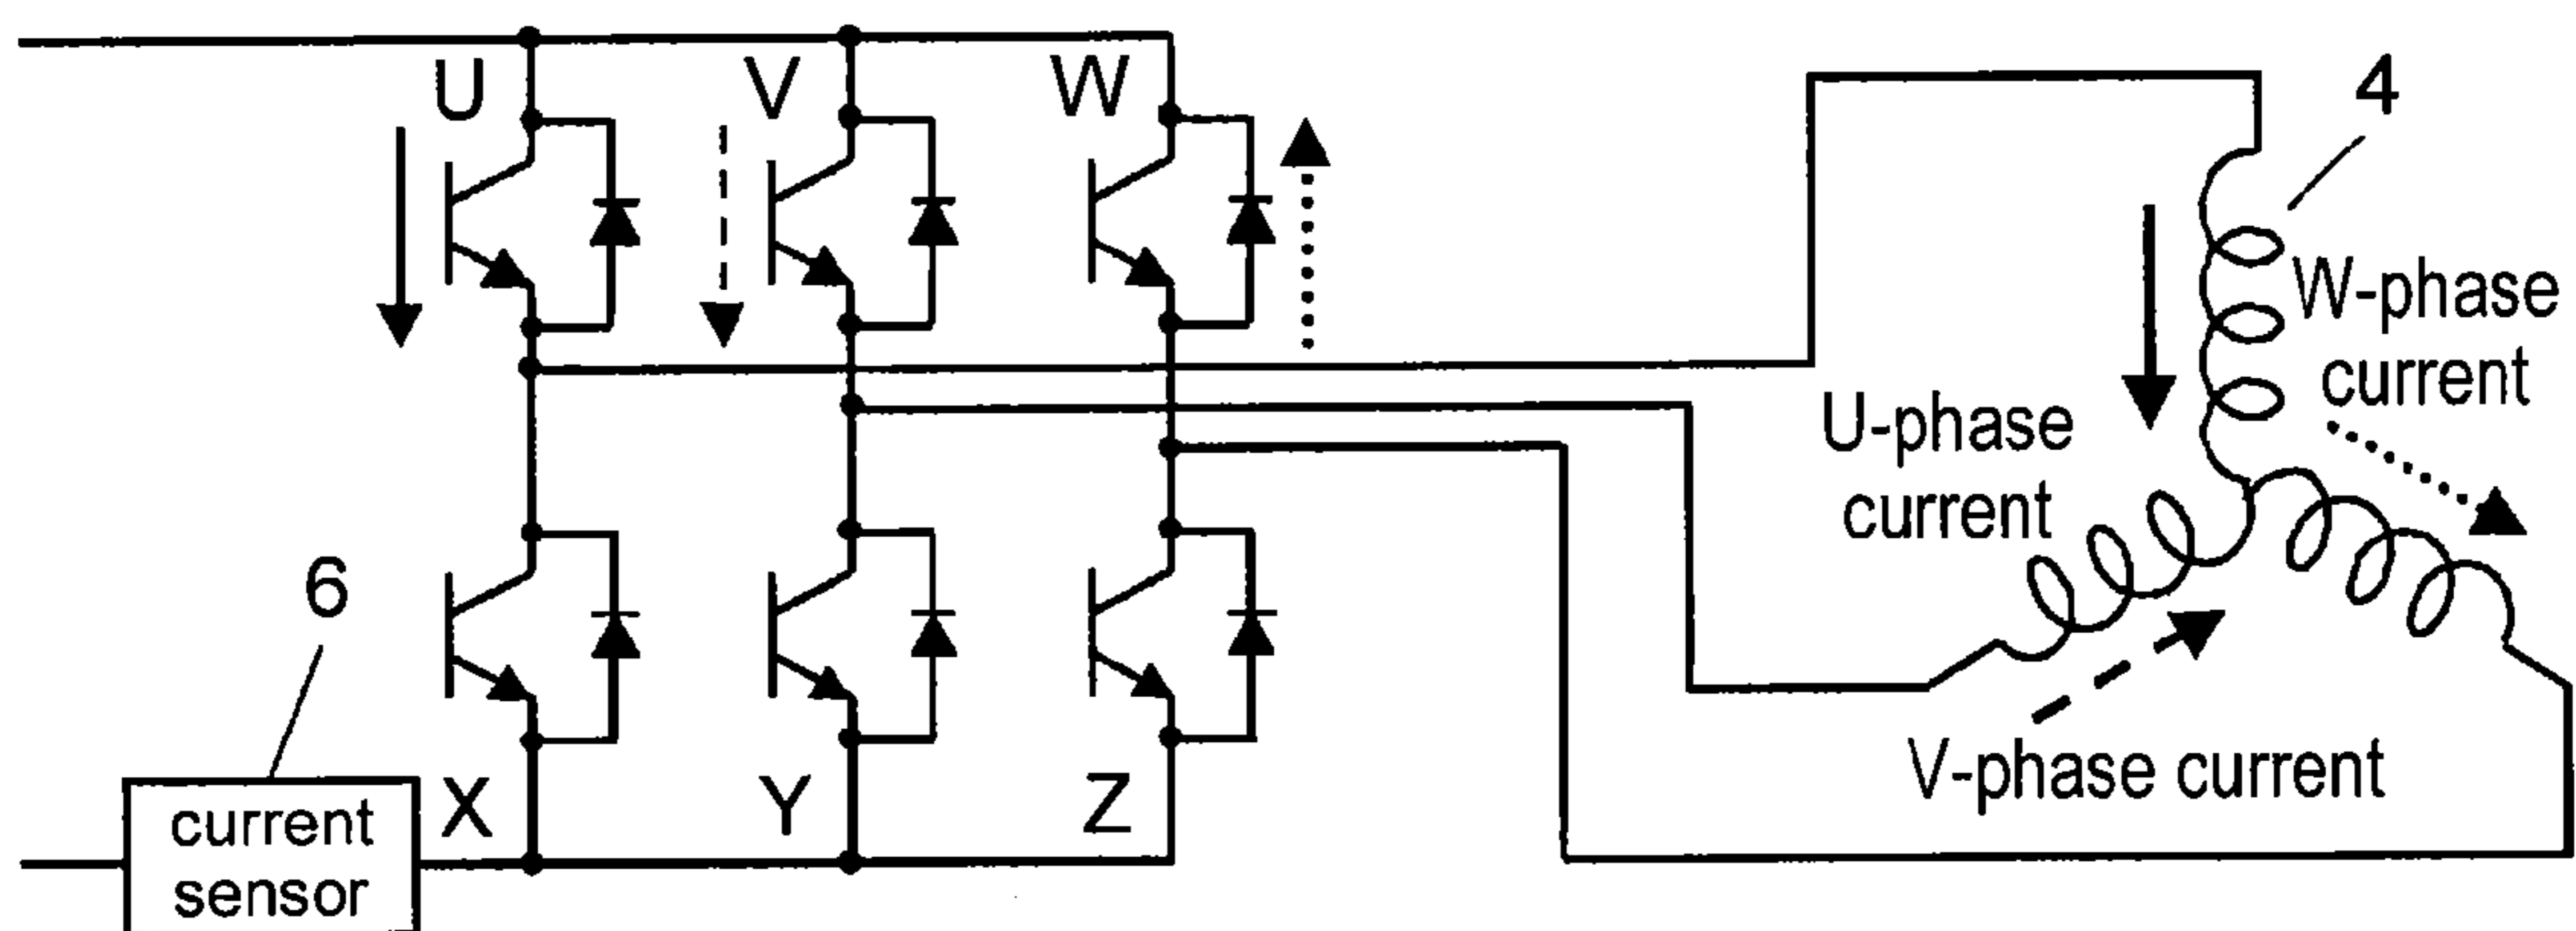 U
V
W
4
W-phase
current
U-phase
current
6
V-phase current
X
Y
Z
current
sensor